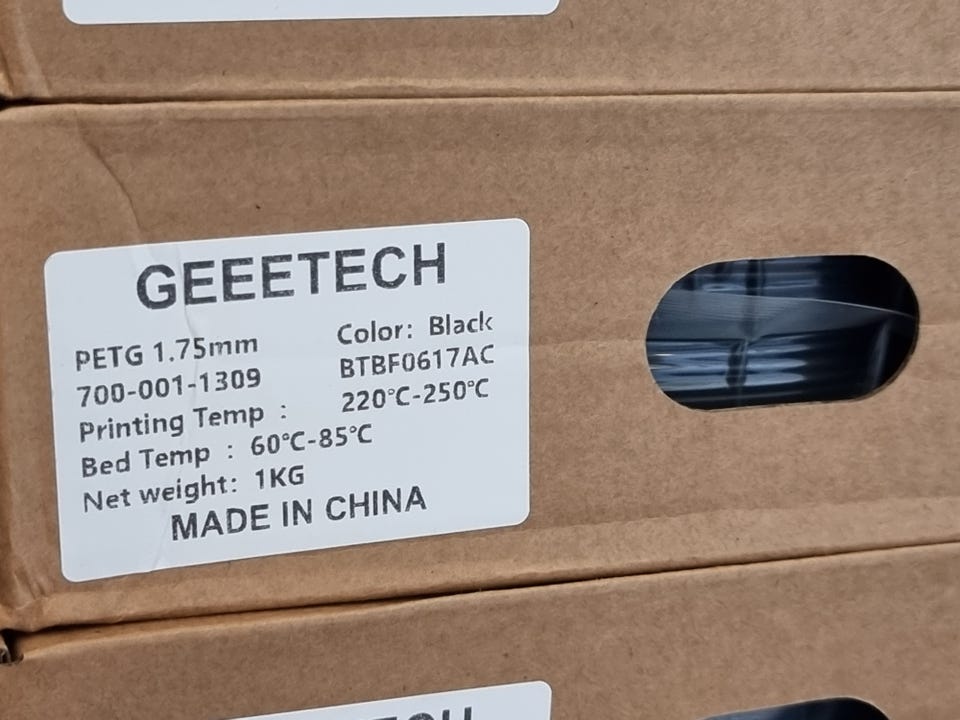 GEEETECH
PETG 1.75mm Color: Black
700-001-1309 BTBF0617AC
Printing Temp : 220℃-250℃
Bed Temp : 60℃-85℃
Net weight: 1KG
MADE IN CHINA